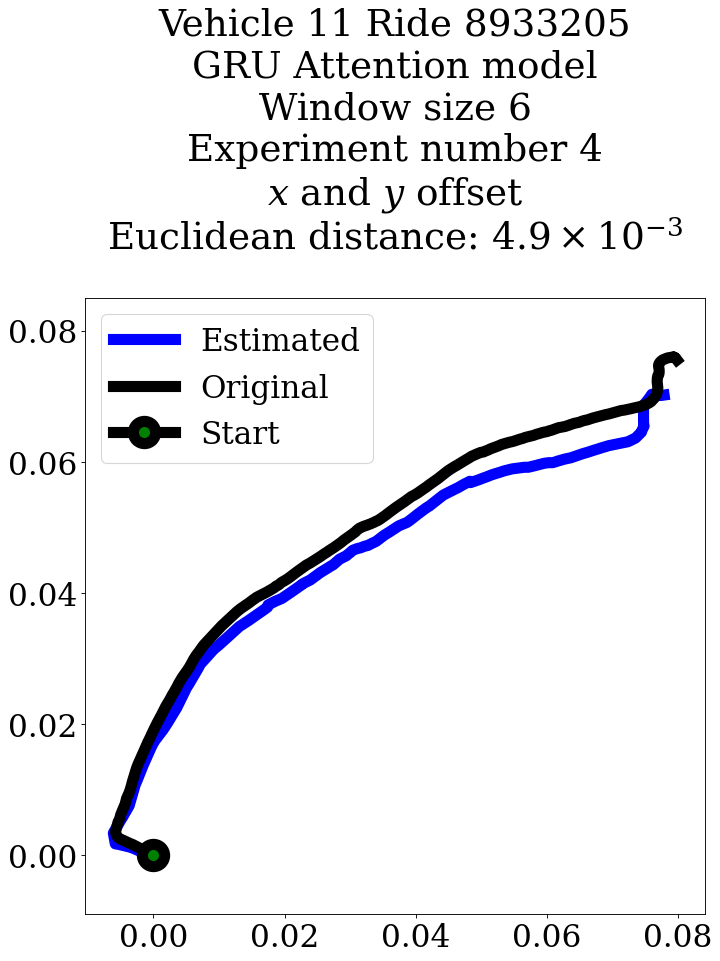 Vehicle 11 Ride 8933205
GRU Attention model
Window size 6
Experiment number 4
x and y offset
Euclidean distance: 4.9 × 10⁻³
Estimated
Original
Start
0.08
0.06
0.04
0.02
0.00
0.00 0.02 0.04 0.06 0.08